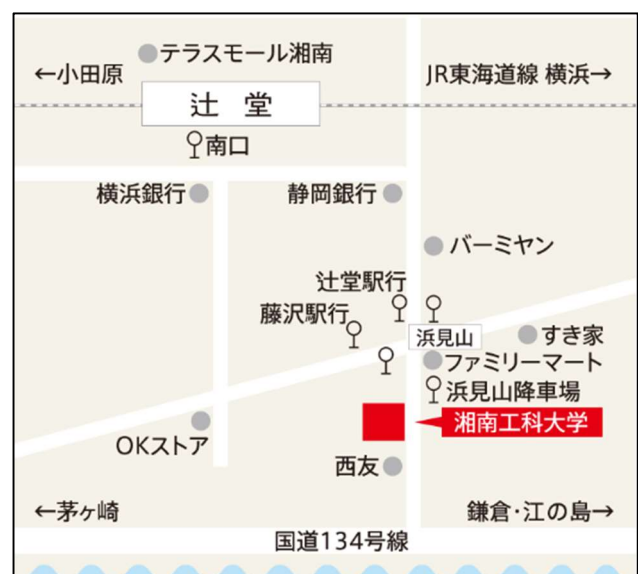 テラスモール湘南
←小田原
JR東海道線 横浜→
辻 堂
南口
横浜銀行
静岡銀行
バーミヤン
辻堂駅行
藤沢駅行
浜見山
すき家
ファミリーマート
浜見山降車場
湘南工科大学
OKストア
西友
←茅ヶ崎
鎌倉・江の島→
国道134号線